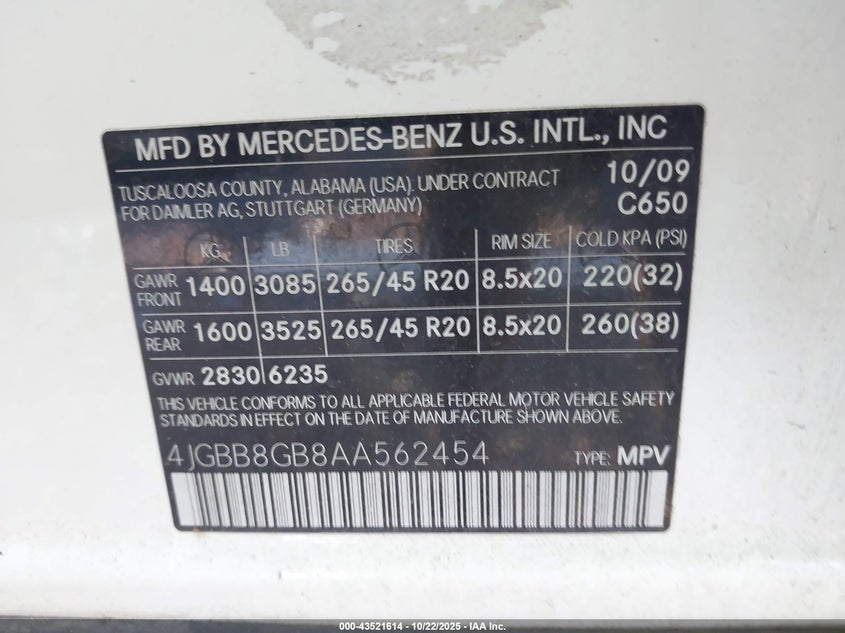 MFD BY MERCEDES-BENZ U.S. INTL., INC
TUSCALOOSA COUNTY, ALABAMA (USA): UNDER CONTRACT 10/09
FOR DAIMLER AG, STUTTGART (GERMANY) C650
KG LB TIRES RIM SIZE COLD KPA (PSI)
GAWR FRONT 1400 3085 265/45 R20 8.5x20 220(32)
GAWR REAR 1600 3525 265/45 R20 8.5x20 260(38)
GVWR 2830 6235
THIS VEHICLE CONFORMS TO ALL APPLICABLE FEDERAL MOTOR VEHICLE SAFETY
STANDARDS IN EFFECT ON THE DATE OF MANUFACTURE SHOWN ABOVE.
4JGBB8GB8AA562454 TYPE: MPV
000-43521614 - 10/22/2025 - IAA Inc.